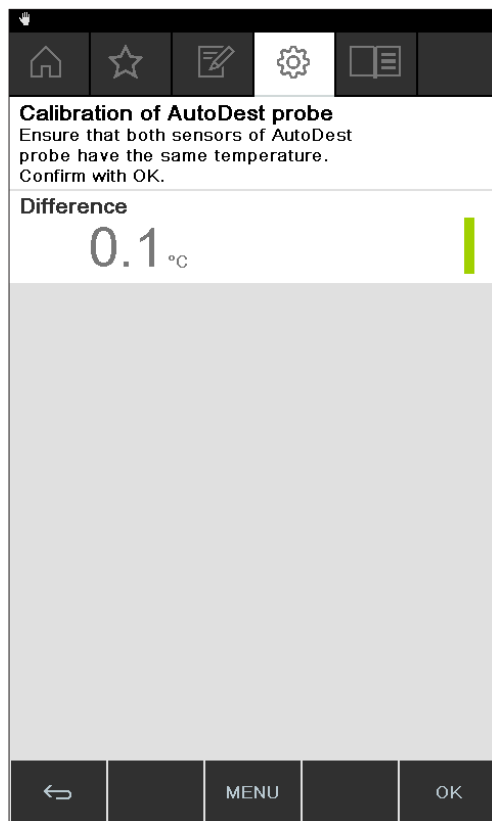 Calibration of AutoDest probe
Ensure that both sensors of AutoDest
probe have the same temperature.
Confirm with OK.
Difference
0.1 °C
MENU OK